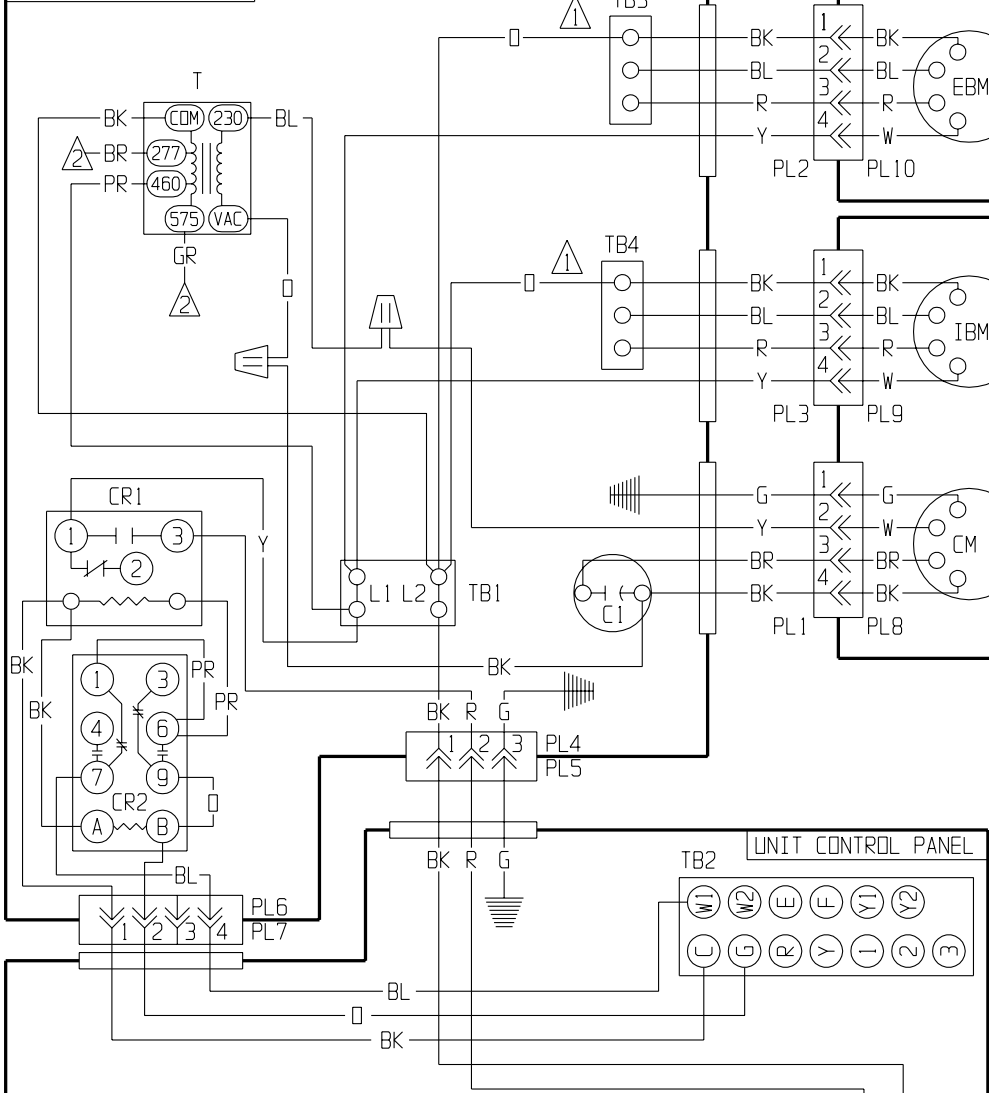 TB3
1
1 BK BK
2 BL BL EBM
3 R R
4 Y W
PL2 PL10
T
BK COM 230 BL
2 BR 277
PR 460
575 VAC
GR
2
1 TB4
1 BK BK
2 BL BL IBM
3 R R
4 Y W
PL3 PL9
1 G G
2 Y W
3 BR BR CM
4 BK BK
PL1 PL8
CR1
1 3 Y
2
L1 L2 TB1
C1
BK PR BK
1 3
BK PR
4 6
7 9
CR2
A B
BK R G
1 2 3 PL4
PL5
BL
BK R G
UNIT CONTROL PANEL
TB2
W1 W2 E F Y1 Y2
C G R Y 1 2 3
PL6
1 2 3 4 PL7
BL
BK